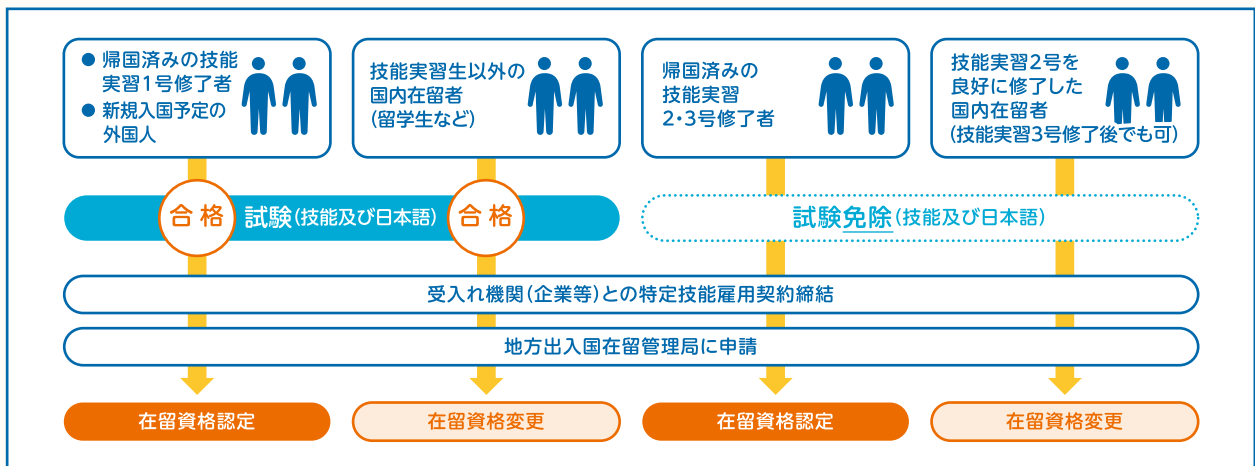 ● 帰国済みの技能
実習1号修了者
● 新規入国予定の
外国人
技能実習生以外の
国内在留者
(留学生など)
帰国済みの
技能実習
2・3号修了者
技能実習2号を
良好に修了した
国内在留者
(技能実習3号修了後でも可)
合格 試験(技能及び日本語) 合格
試験免除(技能及び日本語)
受入れ機関(企業等)との特定技能雇用契約締結
地方出入国在留管理局に申請
在留資格認定
在留資格変更
在留資格認定
在留資格変更